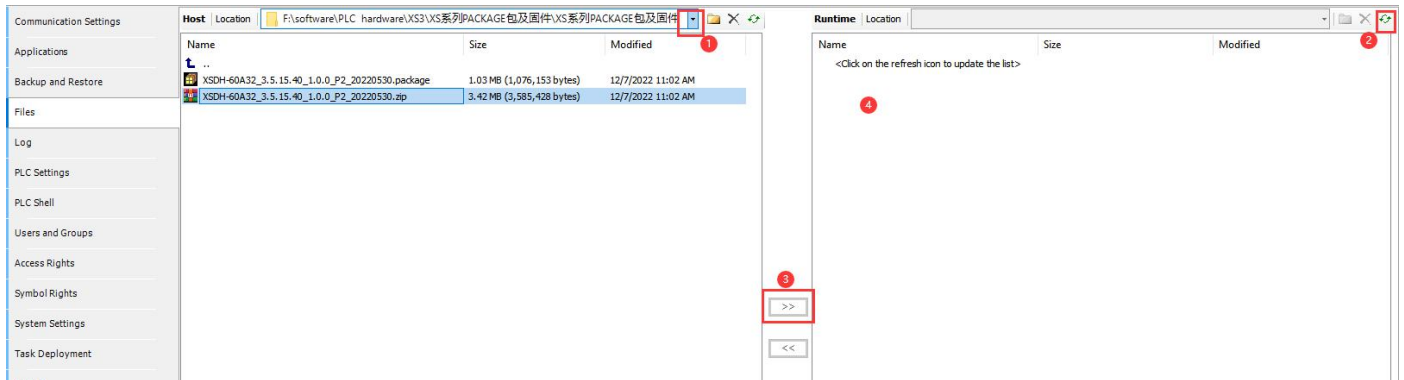 Communication Settings
Applications
Backup and Restore
Files
Log
PLC Settings
PLC Shell
Users and Groups
Access Rights
Symbol Rights
System Settings
Task Deployment
Host Location F:\software\PLC hardware\XS3\XS系列PACKAGE包及固件\XS系列PACKAGE包及固件
1
Name Size Modified
..
XSDH-60A32_3.5.15.40_1.0.0_P2_20220530.package 1.03 MB (1,076,153 bytes) 12/7/2022 11:02 AM
XSDH-60A32_3.5.15.40_1.0.0_P2_20220530.zip 3.42 MB (3,585,428 bytes) 12/7/2022 11:02 AM
3
>>
<<
Runtime Location
2
Name Size Modified
<Click on the refresh icon to update the list>
4